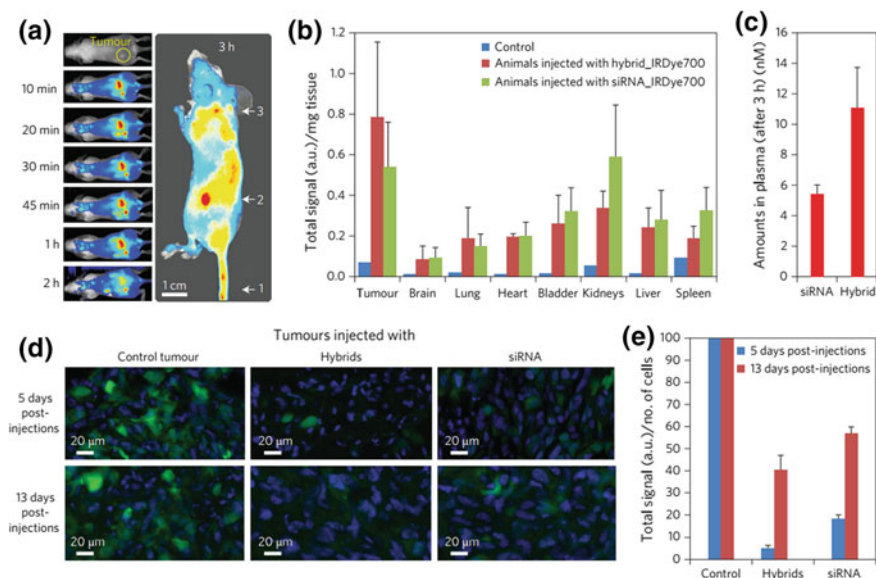 (a)
Tumour
10 min
20 min
30 min
45 min
1 h
2 h
3 h
3
2
1
1 cm
(b)
Total signal (a.u.)/mg tissue
1.2
1.0
0.8
0.6
0.4
0.2
0.0
Control
Animals injected with hybrid_IRDye700
Animals injected with siRNA_IRDye700
Tumour Brain Lung Heart Bladder Kidneys Liver Spleen
(c)
Amounts in plasma (after 3 h) (nM)
16
14
12
10
8
6
4
2
0
siRNA Hybrid
(d)
Tumours injected with
Control tumour Hybrids siRNA
5 days
post-
injections
20 µm 20 µm 20 µm
13 days
post-
injections
20 µm 20 µm 20 µm
(e)
Total signal (a.u.)/no. of cells
100
90
80
70
60
50
40
30
20
10
0
5 days post-injections
13 days post-injections
Control Hybrids siRNA